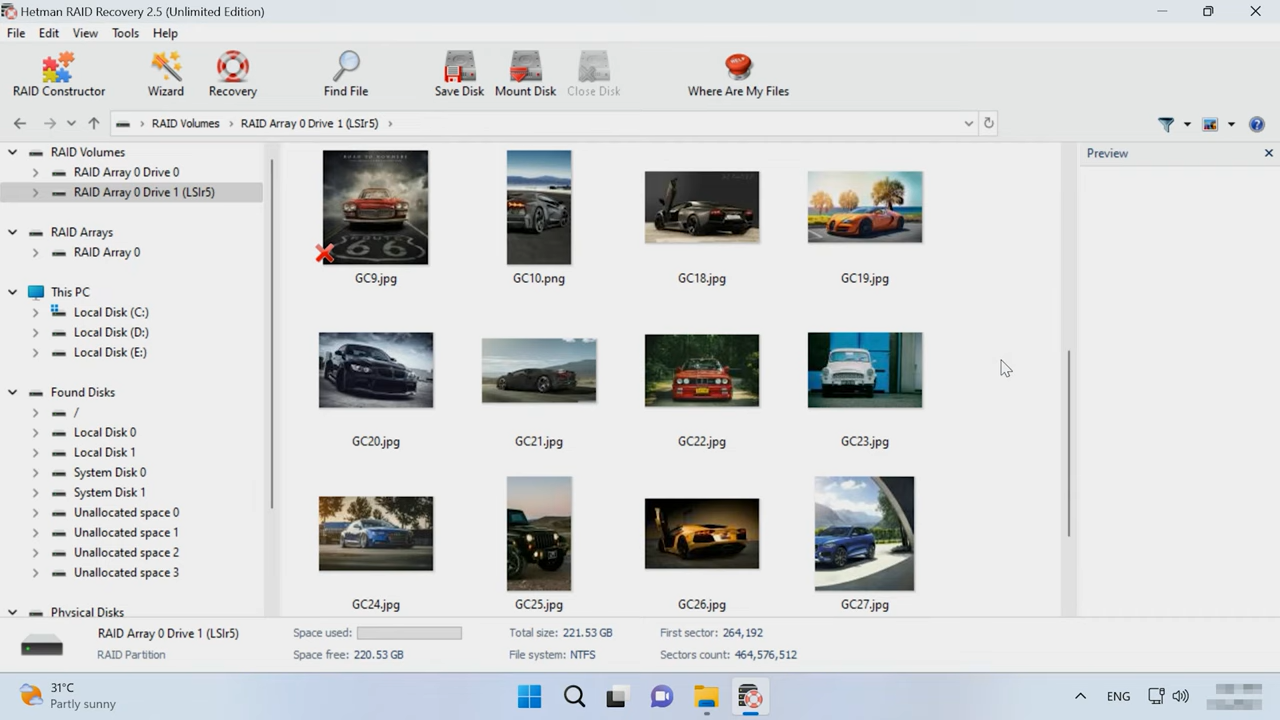 Hetman RAID Recovery 2.5 (Unlimited Edition)
File Edit View Tools Help
RAID Constructor Wizard Recovery Find File Save Disk Mount Disk Close Disk Where Are My Files
RAID Volumes RAID Array 0 Drive 1 (LSIr5)
RAID Volumes
RAID Array 0 Drive 0
RAID Array 0 Drive 1 (LSIr5)
RAID Arrays
RAID Array 0
This PC
Local Disk (C:)
Local Disk (D:)
Local Disk (E:)
Found Disks
/
Local Disk 0
Local Disk 1
System Disk 0
System Disk 1
Unallocated space 0
Unallocated space 1
Unallocated space 2
Unallocated space 3
Physical Disks
ROUTE
66
GC9.jpg GC10.png GC18.jpg GC19.jpg
GC20.jpg GC21.jpg GC22.jpg GC23.jpg
GC24.jpg GC25.jpg GC26.jpg GC27.jpg
Preview
RAID Array 0 Drive 1 (LSIr5)
RAID Partition
Space used:
Space free: 220.53 GB
Total size: 221.53 GB
File system: NTFS
First sector: 264,192
Sectors count: 464,576,512
31°C
Partly sunny
ENG